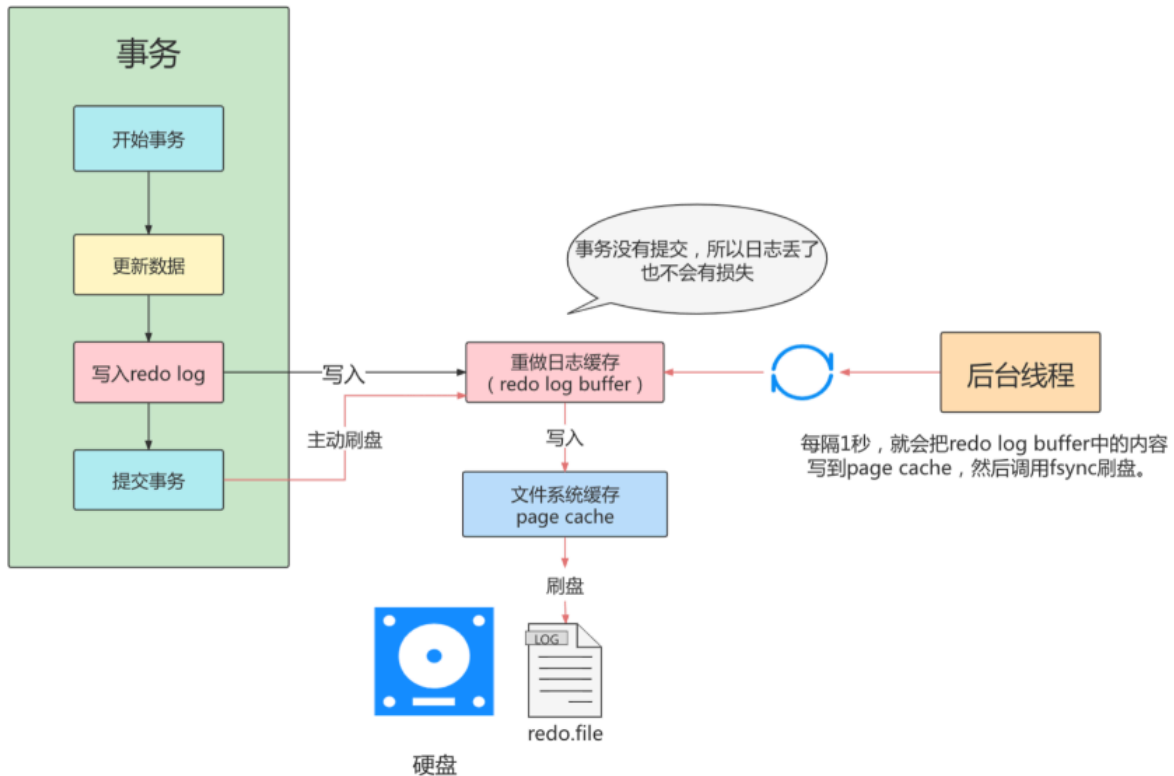 事务
开始事务
更新数据
写入redo log
提交事务
写入
主动刷盘
事务没有提交，所以日志丢了
也不会有损失
重做日志缓存
（redo log buffer）
写入
文件系统缓存
page cache
刷盘
LOG
redo.file
硬盘
后台线程
每隔1秒，就会把redo log buffer中的内容
写到page cache，然后调用fsync刷盘。